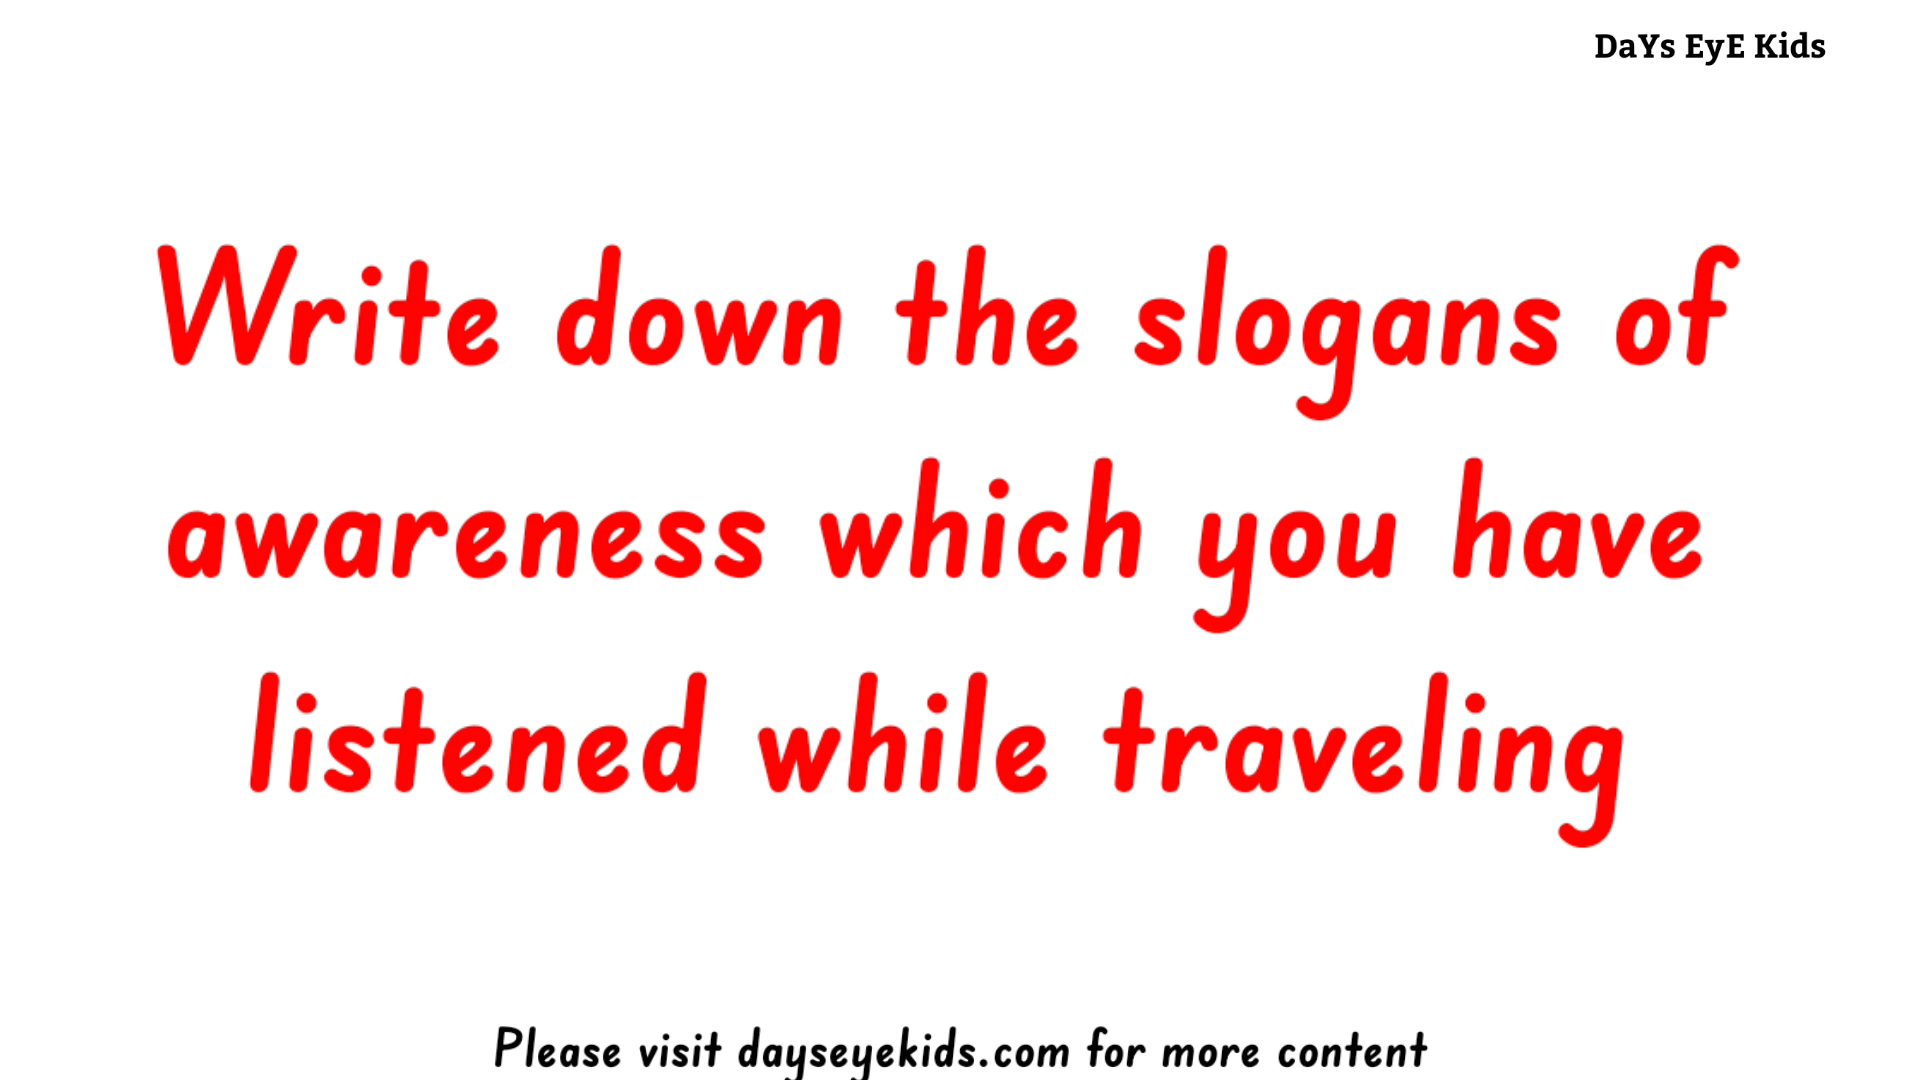 DaYs EyE Kids
Write down the slogans of
awareness which you have
listened while traveling
Please visit dayseyekids.com for more content